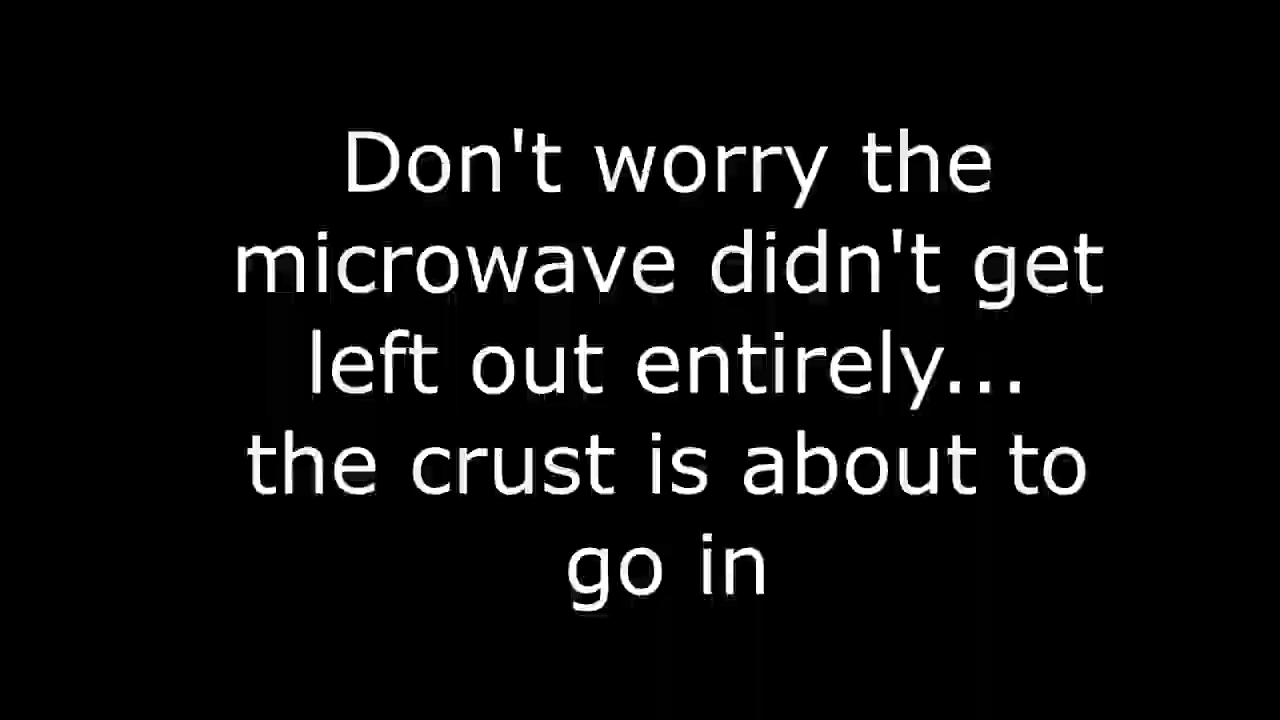 Don't worry the
microwave didn't get
left out entirely...
the crust is about to
go in